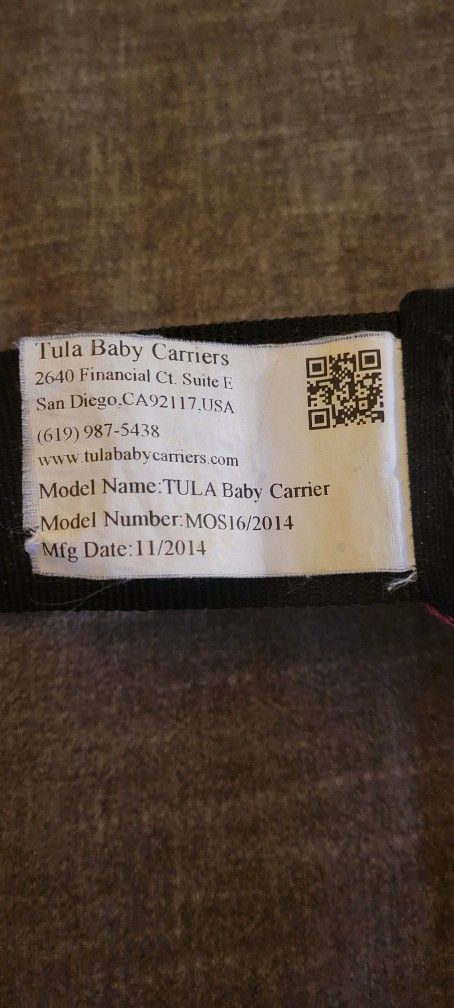 Tula Baby Carriers
2640 Financial Ct. Suite E
San Diego,CA92117,USA
(619) 987-5438
www.tulababycarriers.com
Model Name:TULA Baby Carrier
Model Number:MOS16/2014
Mfg Date:11/2014